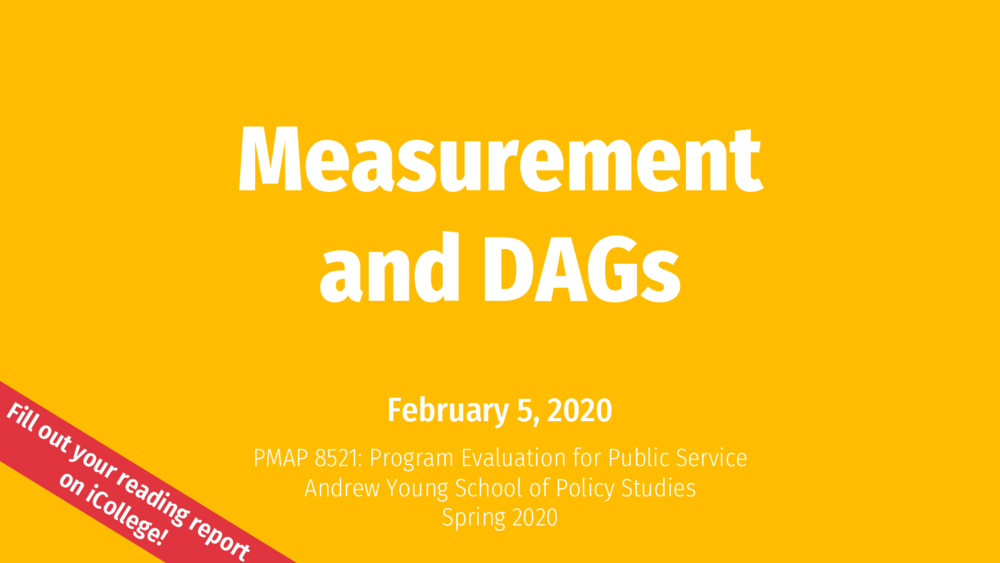 Measurement
and DAGs
February 5, 2020
PMAP 8521: Program Evaluation for Public Service
Andrew Young School of Policy Studies
Spring 2020
Fill out your reading report
on iCollege!